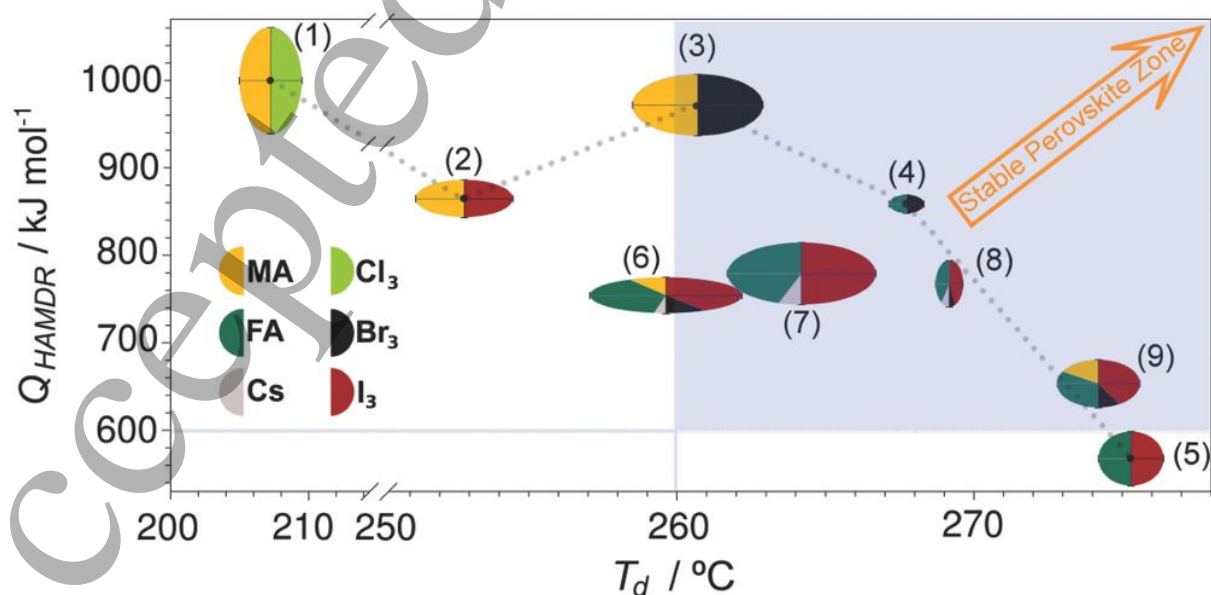 ccepted
Q_HAMDR / kJ mol⁻¹
1000
900
800
700
600
(1)
(2)
(3)
(4)
(5)
(6)
(7)
(8)
(9)
Stable Perovskite Zone
MA
FA
Cs
Cl₃
Br₃
I₃
200 210 250 260 270
T_d / ºC